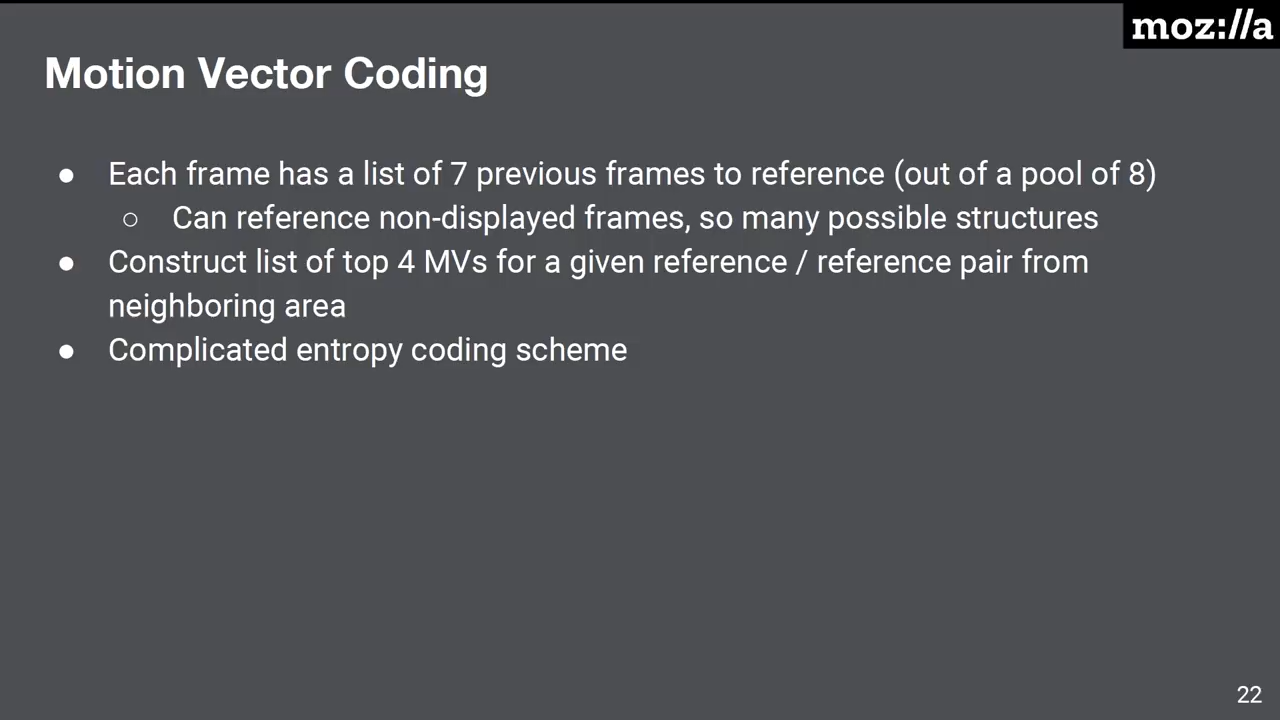 moz://a
Motion Vector Coding
● Each frame has a list of 7 previous frames to reference (out of a pool of 8)
○ Can reference non-displayed frames, so many possible structures
● Construct list of top 4 MVs for a given reference / reference pair from
neighboring area
● Complicated entropy coding scheme
22